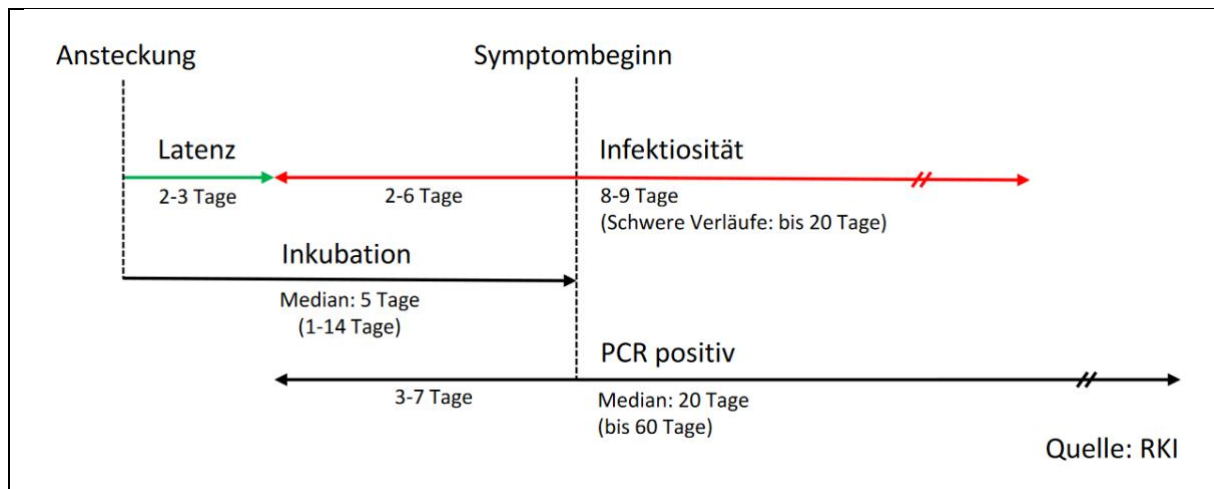 Ansteckung
Symptombeginn
Latenz
Infektiosität
2-3 Tage
2-6 Tage
8-9 Tage
(Schwere Verläufe: bis 20 Tage)
Inkubation
Median: 5 Tage
(1-14 Tage)
PCR positiv
3-7 Tage
Median: 20 Tage
(bis 60 Tage)
Quelle: RKI